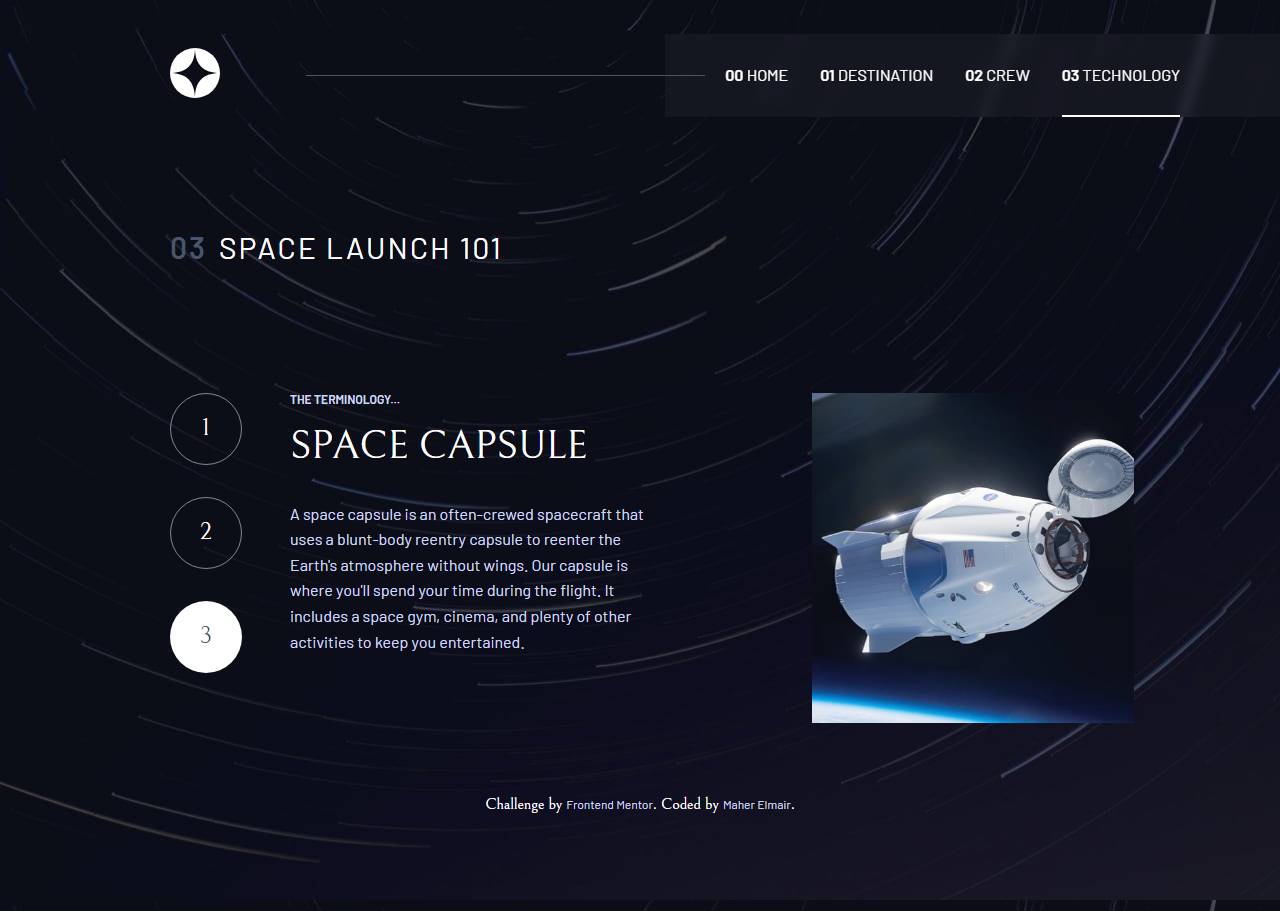 00 HOME 01 DESTINATION 02 CREW 03 TECHNOLOGY
03 SPACE LAUNCH 101
1
2
3
THE TERMINOLOGY...
SPACE CAPSULE
A space capsule is an often-crewed spacecraft that
uses a blunt-body reentry capsule to reenter the
Earth's atmosphere without wings. Our capsule is
where you'll spend your time during the flight. It
includes a space gym, cinema, and plenty of other
activities to keep you entertained.
SPACEX
Challenge by Frontend Mentor. Coded by Maher Elmair.